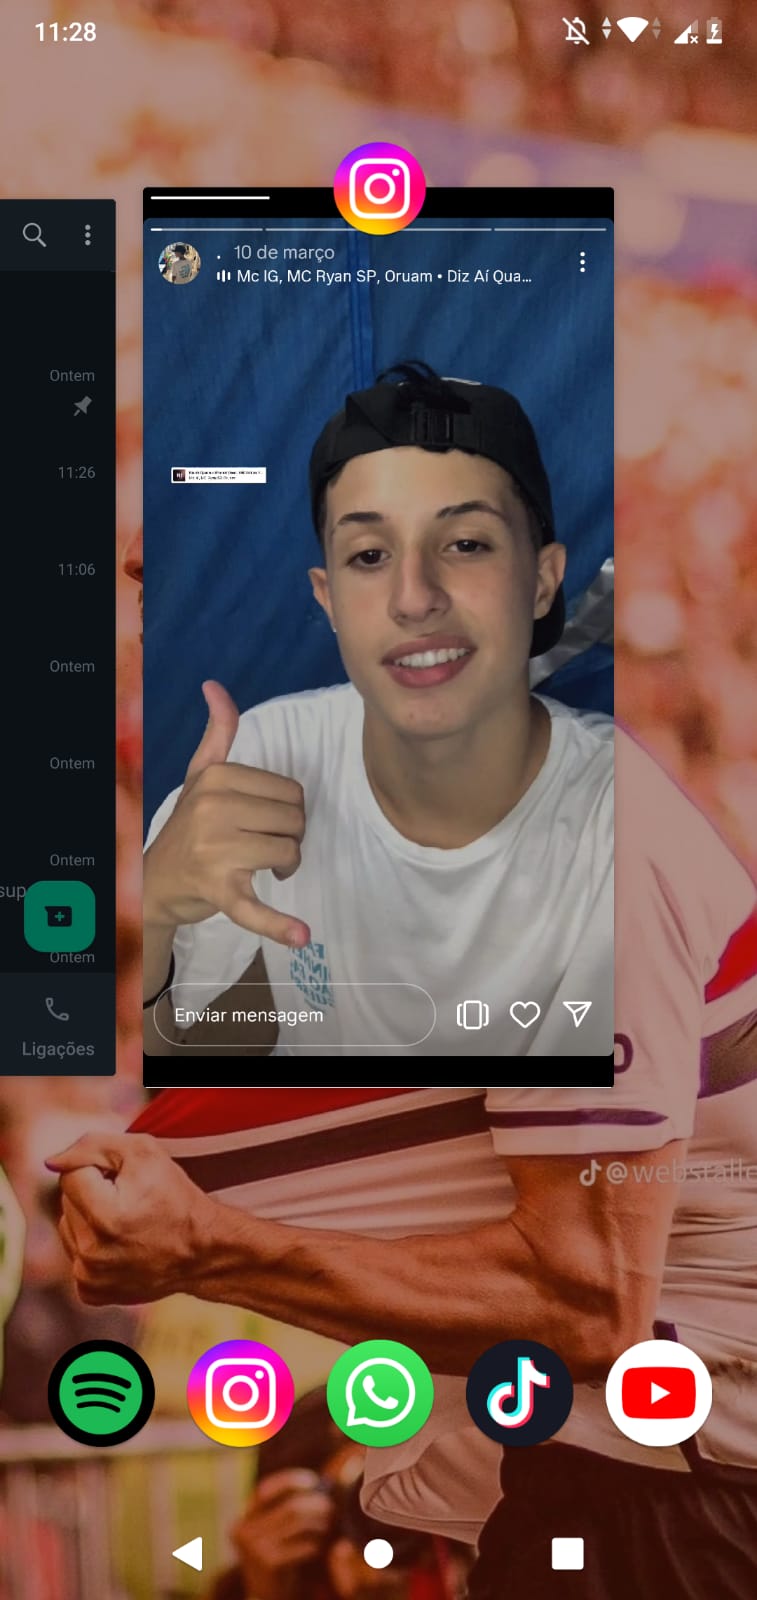 11:28
Ontem
11:26
11:06
Ontem
Ontem
Ontem
sup
Ontem
Ligações
. 10 de março
Mc IG, MC Ryan SP, Oruam • Diz Aí Qua...
Enviar mensagem
@webstalle